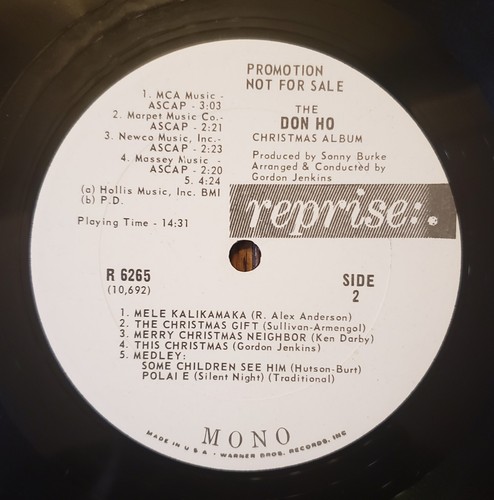 PROMOTION
NOT FOR SALE
1. MCA Music -
ASCAP - 3:03
2. Marpet Music Co.-
ASCAP - 2:21
3. Newco Music, Inc.-
ASCAP - 2:23
4. Massey Music -
ASCAP - 2:20
5. 4:24
(a) Hollis Music, Inc. BMI
(b) P.D.
Playing Time - 14:31
THE
DON HO
CHRISTMAS ALBUM
Produced by Sonny Burke
Arranged & Conducted by
Gordon Jenkins
reprise:
R 6265
(10,692)
SIDE
2
1. MELE KALIKAMAKA (R. Alex Anderson)
2. THE CHRISTMAS GIFT (Sullivan-Armengol)
3. MERRY CHRISTMAS NEIGHBOR (Ken Darby)
4. THIS CHRISTMAS (Gordon Jenkins)
5. MEDLEY:
SOME CHILDREN SEE HIM (Hutson-Burt)
POLAI E (Silent Night) (Traditional)
MONO
MADE IN U S A • WARNER BROS. RECORDS, INC